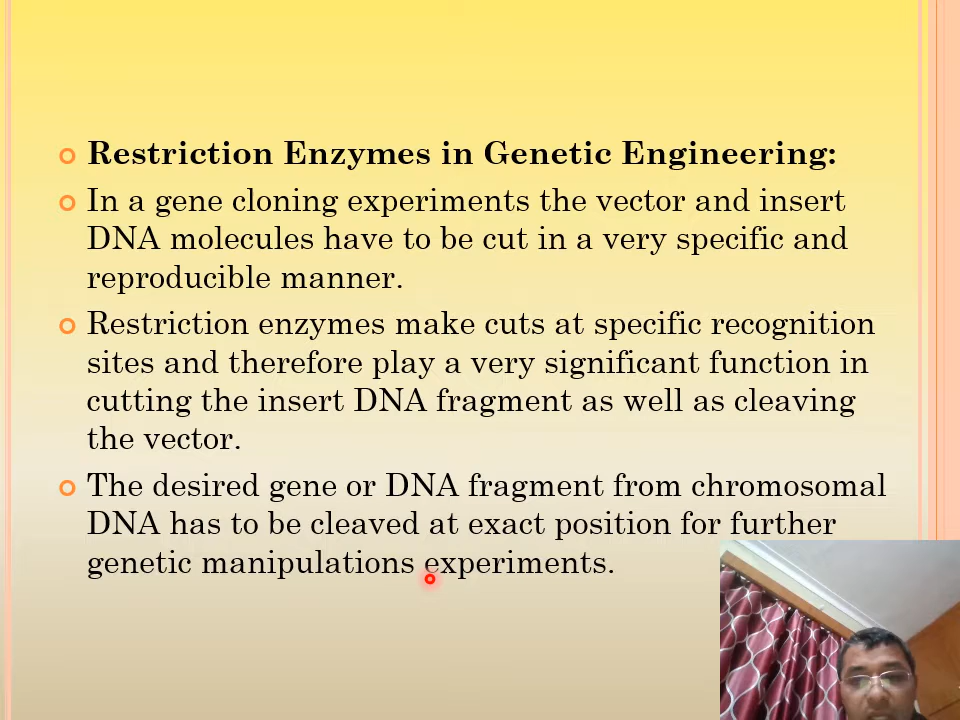 Restriction Enzymes in Genetic Engineering:
In a gene cloning experiments the vector and insert
DNA molecules have to be cut in a very specific and
reproducible manner.
Restriction enzymes make cuts at specific recognition
sites and therefore play a very significant function in
cutting the insert DNA fragment as well as cleaving
the vector.
The desired gene or DNA fragment from chromosomal
DNA has to be cleaved at exact position for further
genetic manipulations experiments.